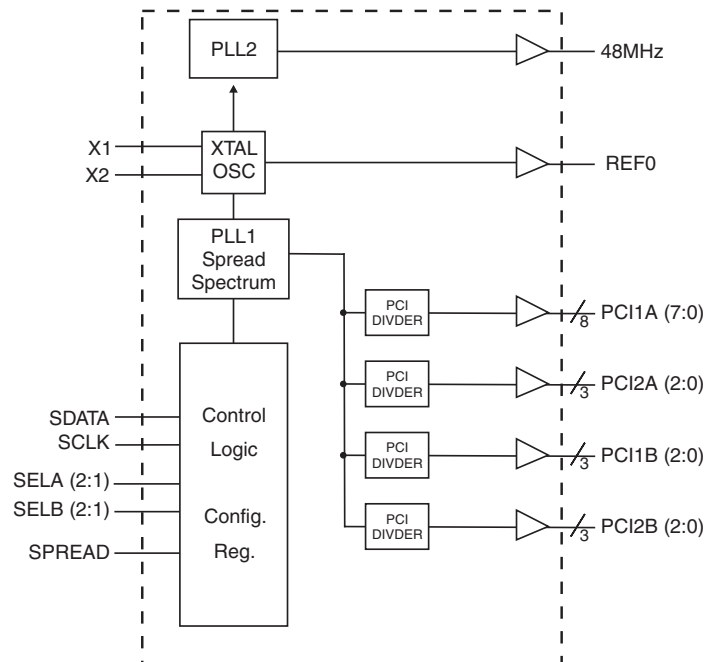 PLL2
48MHz
X1
X2
XTAL
OSC
REF0
PLL1
Spread
Spectrum
PCI
DIVDER
8
PCI1A (7:0)
PCI
DIVDER
3
PCI2A (2:0)
PCI
DIVDER
3
PCI1B (2:0)
PCI
DIVDER
3
PCI2B (2:0)
SDATA
SCLK
SELA (2:1)
SELB (2:1)
SPREAD
Control
Logic
Config.
Reg.